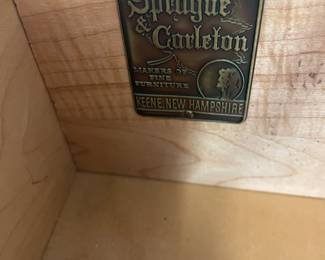 Sprague
& Carleton
MAKERS OF
FINE
FURNITURE
KEENE, NEW HAMPSHIRE